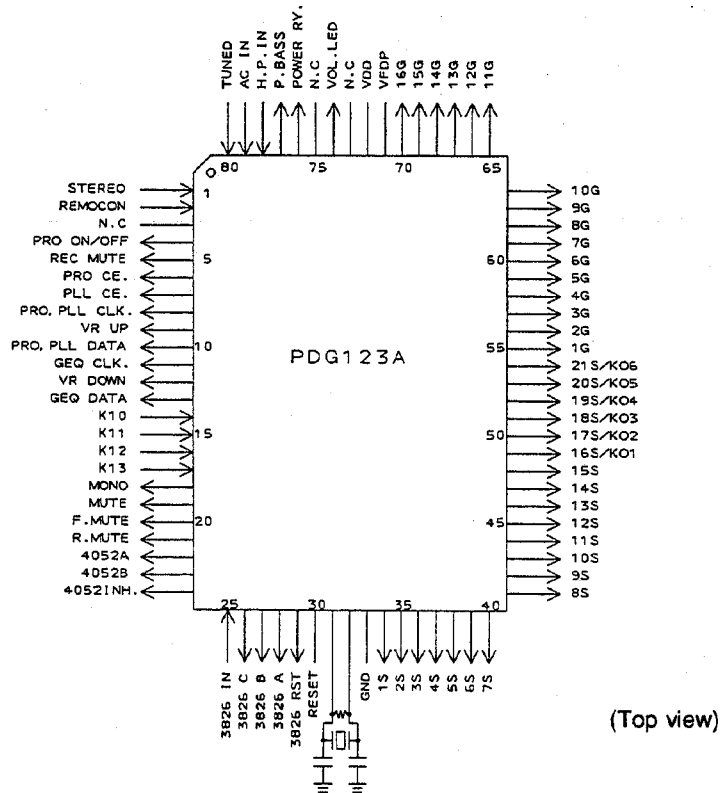 TUNED
AC IN
H.P.IN
P.BASS
POWER RY.
N.C
VOL.LED
N.C
VDD
VFDP
16G
15G
14G
13G
12G
11G
80
75
70
65
STEREO
REMOCON
N.C
PRO ON/OFF
REC MUTE
PRO CE.
PLL CE.
PRO.PLL CLK.
VR UP
PRO.PLL DATA
GEQ CLK.
VR DOWN
GEQ DATA
K10
K11
K12
K13
MONO
MUTE
F.MUTE
R.MUTE
4052A
4052B
4052INH.
1
5
10
15
20
PDG123A
60
55
50
45
10G
9G
8G
7G
6G
5G
4G
3G
2G
1G
21S/KO6
20S/KO5
19S/KO4
18S/KO3
17S/KO2
16S/KO1
15S
14S
13S
12S
11S
10S
9S
8S
25
30
35
40
3826 IN
3826 C
3826 B
3826 A
3826 RST
RESET
GND
1S
2S
3S
4S
5S
6S
7S
(Top view)